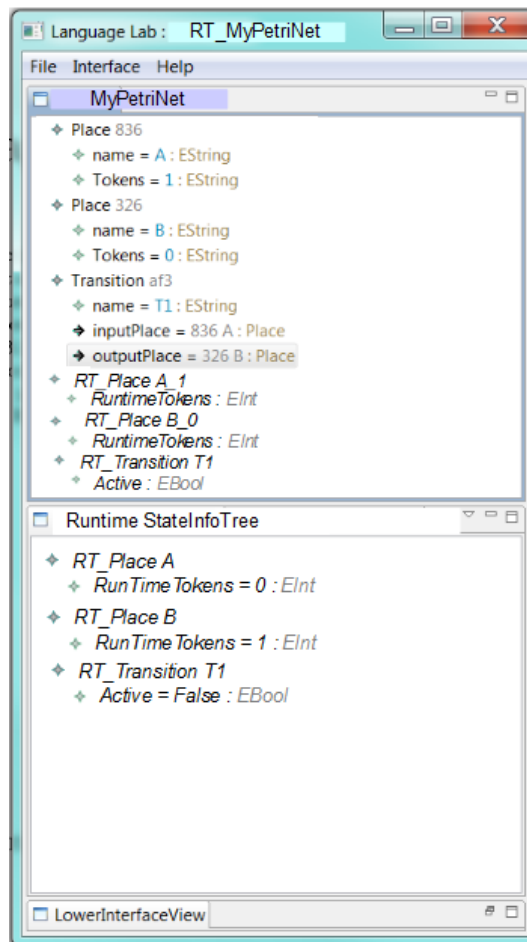 Language Lab : RT_MyPetriNet
File Interface Help
MyPetriNet
Place 836
name = A : EString
Tokens = 1 : EString
Place 326
name = B : EString
Tokens = 0 : EString
Transition af3
name = T1 : EString
inputPlace = 836 A : Place
outputPlace = 326 B : Place
RT_Place A_1
RuntimeTokens : EInt
RT_Place B_0
RuntimeTokens : EInt
RT_Transition T1
Active : EBool
Runtime StateInfoTree
RT_Place A
RunTimeTokens = 0 : EInt
RT_Place B
RunTimeTokens = 1 : EInt
RT_Transition T1
Active = False : EBool
LowerInterfaceView